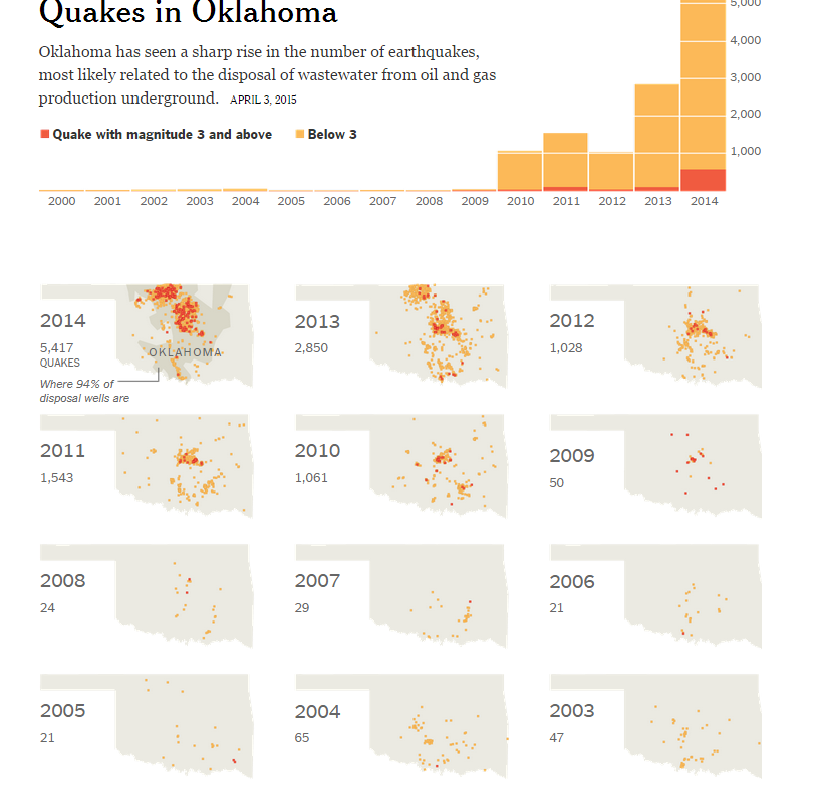 Quakes in Oklahoma
Oklahoma has seen a sharp rise in the number of earthquakes,
most likely related to the disposal of wastewater from oil and gas
production underground. APRIL 3, 2015
Quake with magnitude 3 and above Below 3
5,000
4,000
3,000
2,000
1,000
2000 2001 2002 2003 2004 2005 2006 2007 2008 2009 2010 2011 2012 2013 2014
2014
5,417
QUAKES
OKLAHOMA
Where 94% of
disposal wells are
2013
2,850
2012
1,028
2011
1,543
2010
1,061
2009
50
2008
24
2007
29
2006
21
2005
21
2004
65
2003
47